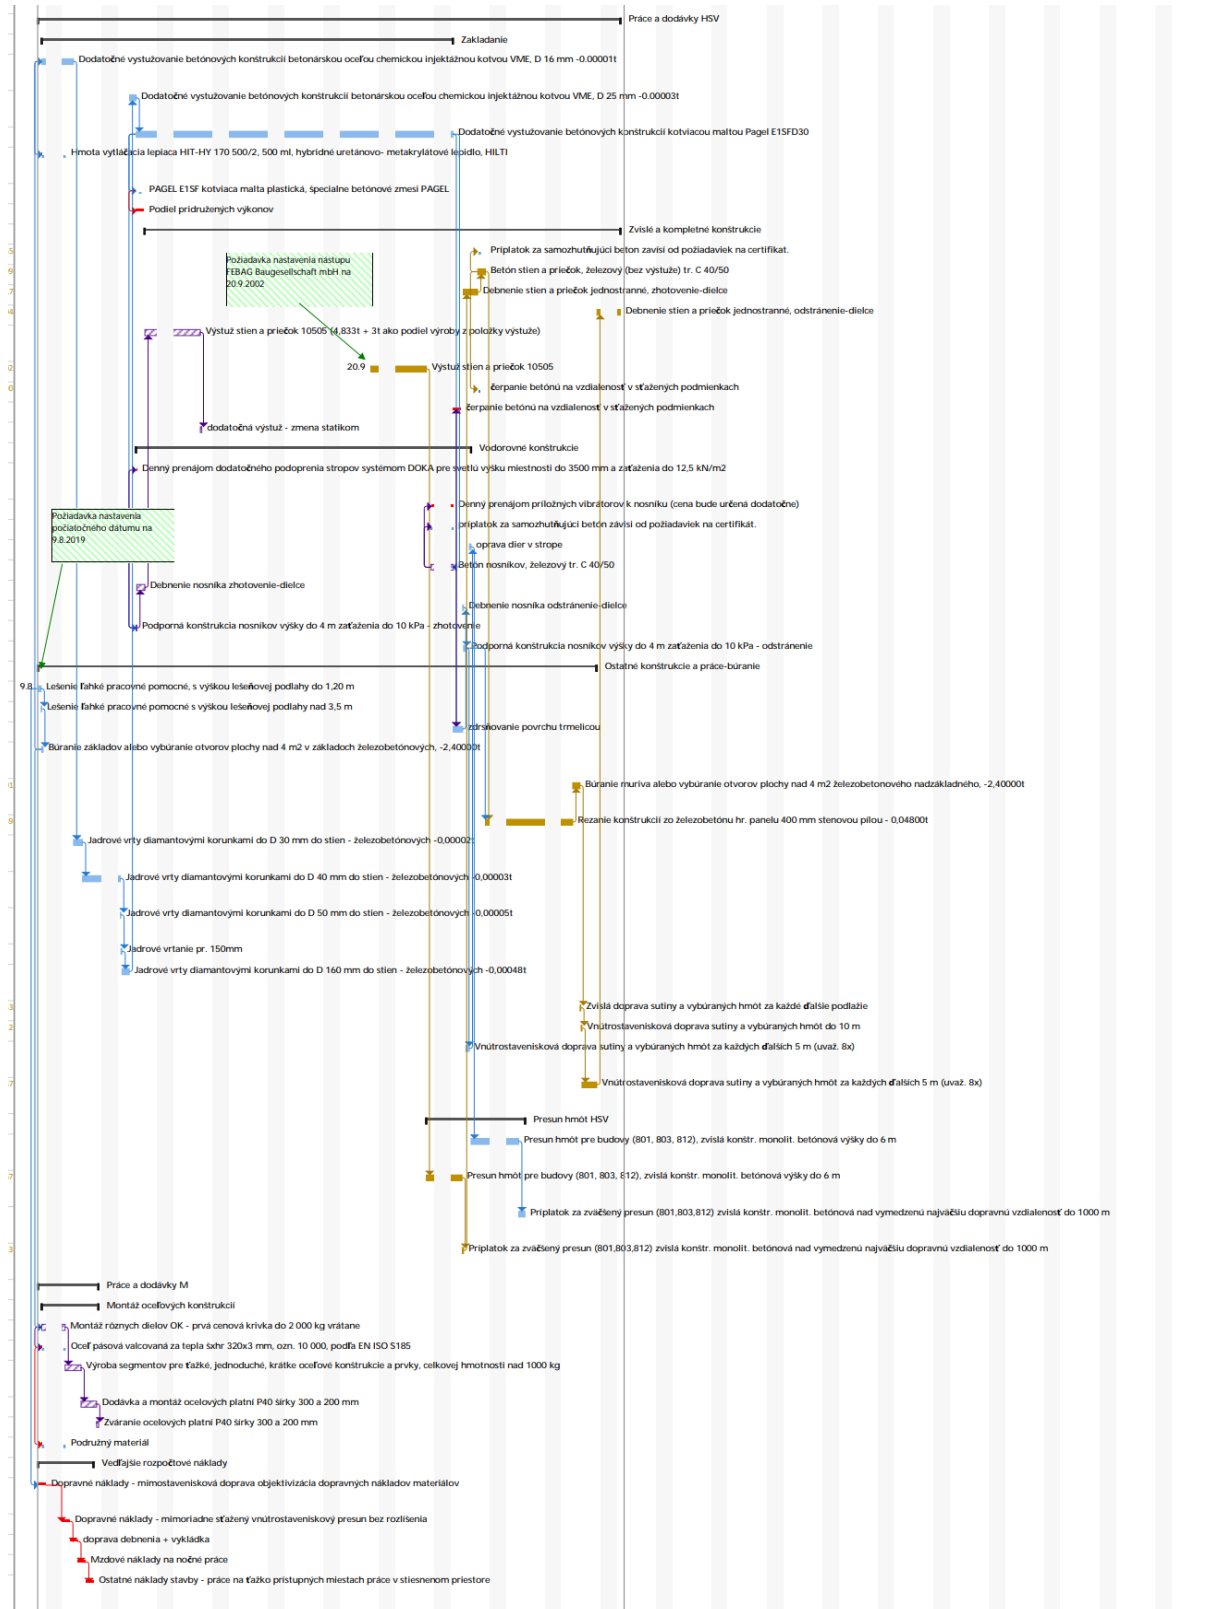 Práce a dodávky HSV
Zakladanie
Dodatočné vystužovanie betónových konštrukcií betonárskou oceľou chemickou injektážnou kotvou VME, D 16 mm -0.00001t
Dodatočné vystužovanie betónových konštrukcií betonárskou oceľou chemickou injektážnou kotvou VME, D 25 mm -0.00003t
Dodatočné vystužovanie betónových konštrukcií kotviacou maltou Pagel E1SFD30
Hmota vytláčacia lepiaca HIT-HY 170 500/2, 500 ml, hybridné uretánovo- metakrylátové lepidlo, HILTI
PAGEL E1SF kotviaca malta plastická, špecialne betónové zmesi PAGEL
Podiel pridružených výkonov
Zvislé a kompletné konštrukcie
Príplatok za samozhutňujúci beton zavísí od požiadaviek na certifikat.
Požiadavka nastavenia nástupu
FEBAG Baugesellschaft mbH na
20.9.2002
Betón stien a priečok, železový (bez výstuže) tr. C 40/50
Debnenie stien a priečok jednostranné, zhotovenie-dielce
Debnenie stien a priečok jednostranné, odstránenie-dielce
Výstuž stien a priečok 10505 (4,833t + 3t ako podiel výroby z položky výstuže)
20.9
Výstuž stien a priečok 10505
čerpanie betónú na vzdialenosť v sťažených podmienkach
čerpanie betónú na vzdialenosť v sťažených podmienkach
dodatočná výstuž - zmena statikom
Vodorovné konštrukcie
Denný prenájom dodatočného podoprenia stropov systémom DOKA pre svetlú výšku miestnosti do 3500 mm a zaťaženia do 12,5 kN/m2
Denný prenájom príložných vibrátorov k nosníku (cena bude určená dodatočne)
Požiadavka nastavenia
počiatočného dátumu na
9.8.2019
príplatok za samozhutňujúci betón závisí od požiadaviek na certifikát.
oprava dier v strope
Betón nosníkov, železový tr. C 40/50
Debnenie nosníka zhotovenie-dielce
Debnenie nosníka odstránenie-dielce
Podporná konštrukcia nosníkov výšky do 4 m zaťaženia do 10 kPa - zhotovenie
Podporná konštrukcia nosníkov výšky do 4 m zaťaženia do 10 kPa - odstránenie
Ostatné konštrukcie a práce-búranie
9.8
Lešenie ľahké pracovné pomocné, s výškou lešeňovej podlahy do 1,20 m
Lešenie ľahké pracovné pomocné s výškou lešeňovej podlahy nad 3,5 m
zdrsňovanie povrchu trmelicou
Búranie základov alebo vybúranie otvorov plochy nad 4 m2 v základoch železobetónových, -2,40000t
Búranie muriva alebo vybúranie otvorov plochy nad 4 m2 železobetonového nadzákladného, -2,40000t
Rezanie konštrukcií zo železobetónu hr. panelu 400 mm stenovou pílou - 0,04800t
Jadrové vrty diamantovými korunkami do D 30 mm do stien - železobetónových -0,00002t
Jadrové vrty diamantovými korunkami do D 40 mm do stien - železobetónových -0,00003t
Jadrové vrty diamantovými korunkami do D 50 mm do stien - železobetónových -0,00005t
Jadrové vrtanie pr. 150mm
Jadrové vrty diamantovými korunkami do D 160 mm do stien - železobetónových -0,00048t
Zvislá doprava sutiny a vybúraných hmôt za každé ďalšie podlažie
Vnútrostavenisková doprava sutiny a vybúraných hmôt do 10 m
Vnútrostavenisková doprava sutiny a vybúraných hmôt za každých ďalších 5 m (uvaž. 8x)
Vnútrostavenisková doprava sutiny a vybúraných hmôt za každých ďalších 5 m (uvaž. 8x)
Presun hmôt HSV
Presun hmôt pre budovy (801, 803, 812), zvislá konštr. monolit. betónová výšky do 6 m
Presun hmôt pre budovy (801, 803, 812), zvislá konštr. monolit. betónová výšky do 6 m
Príplatok za zväčšený presun (801,803,812) zvislá konštr. monolit. betónová nad vymedzenú najväčšiu dopravnú vzdialenosť do 1000 m
Príplatok za zväčšený presun (801,803,812) zvislá konštr. monolit. betónová nad vymedzenú najväčšiu dopravnú vzdialenosť do 1000 m
Práce a dodávky M
Montáž oceľových konštrukcií
Montáž rôznych dielov OK - prvá cenová krivka do 2 000 kg vrátane
Oceľ pásová valcovaná za tepla šxhr 320x3 mm, ozn. 10 000, podľa EN ISO S185
Výroba segmentov pre ťažké, jednoduché, krátke oceľové konštrukcie a prvky, celkovej hmotnosti nad 1000 kg
Dodávka a montáž ocelových platní P40 šírky 300 a 200 mm
Zváranie ocelových platní P40 šírky 300 a 200 mm
Podružný materiál
Vedľajšie rozpočtové náklady
Dopravné náklady - mimostavenisková doprava objektivizácia dopravných nákladov materiálov
Dopravné náklady - mimoriadne sťažený vnútrostaveniskový presun bez rozlíšenia
doprava debnenia + vykládka
Mzdové náklady na nočné práce
Ostatné náklady stavby - práce na ťažko prístupných miestach práce v stiesnenom priestore